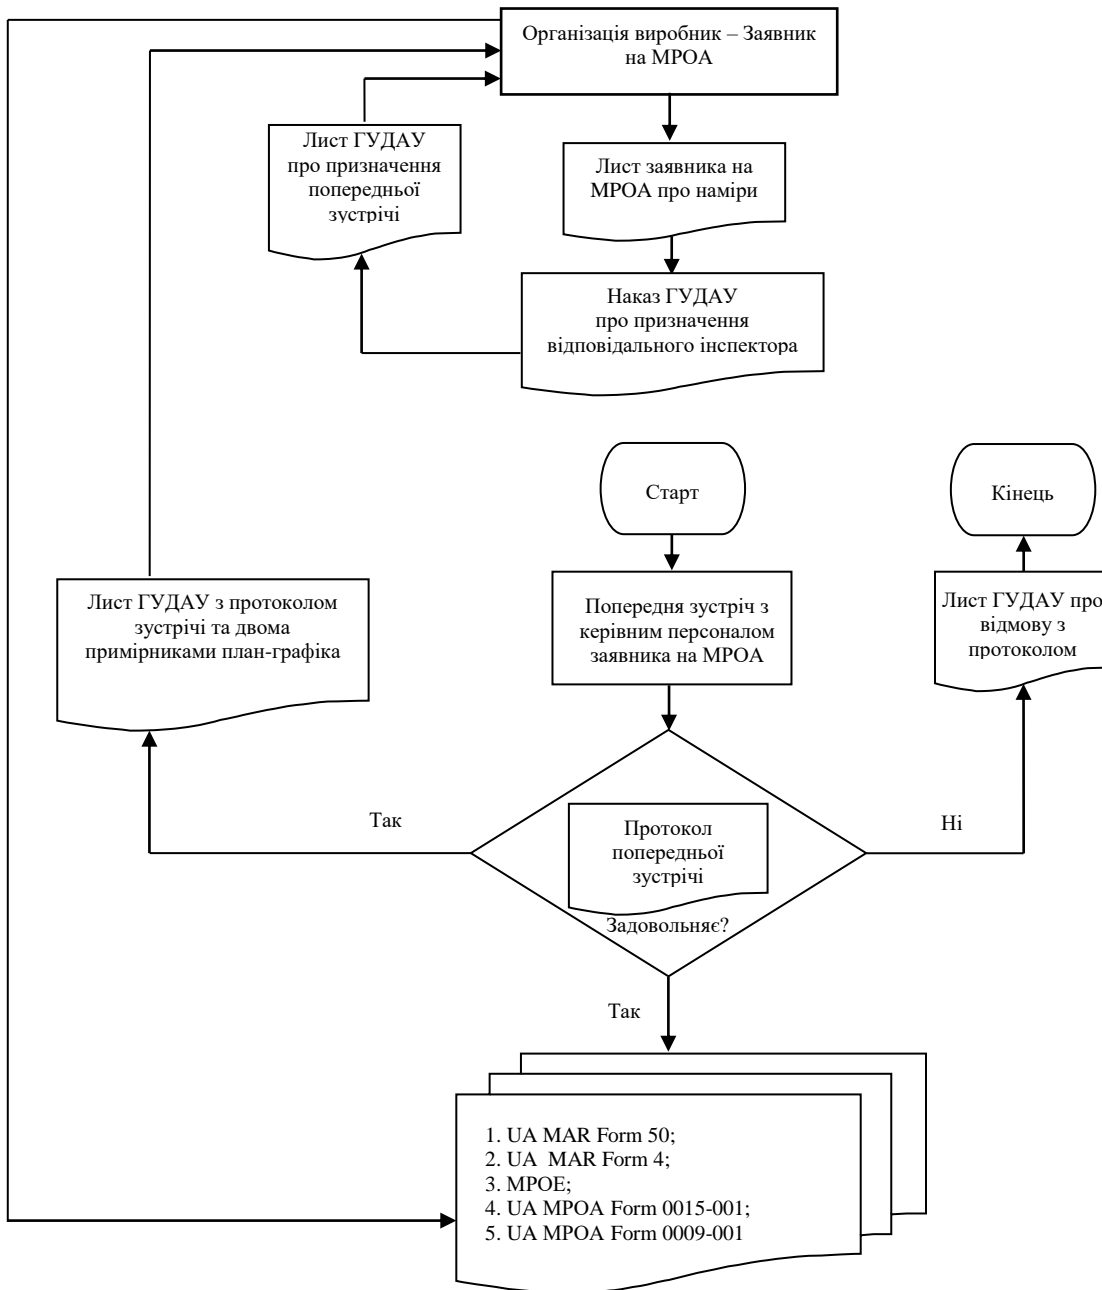 Організація виробник – Заявник
на МРОА
Лист ГУДАУ
про призначення
попередньої
зустрічі
Лист заявника на
МРОА про наміри
Наказ ГУДАУ
про призначення
відповідального інспектора
Старт
Кінець
Лист ГУДАУ з протоколом
зустрічі та двома
примірниками план-графіка
Попередня зустріч з
керівним персоналом
заявника на МРОА
Лист ГУДАУ про
відмову з
протоколом
Так
Ні
Протокол
попередньої
зустрічі
Задовольняє?
Так
1. UA MAR Form 50;
2. UA MAR Form 4;
3. MPOE;
4. UA MPOA Form 0015-001;
5. UA MPOA Form 0009-001